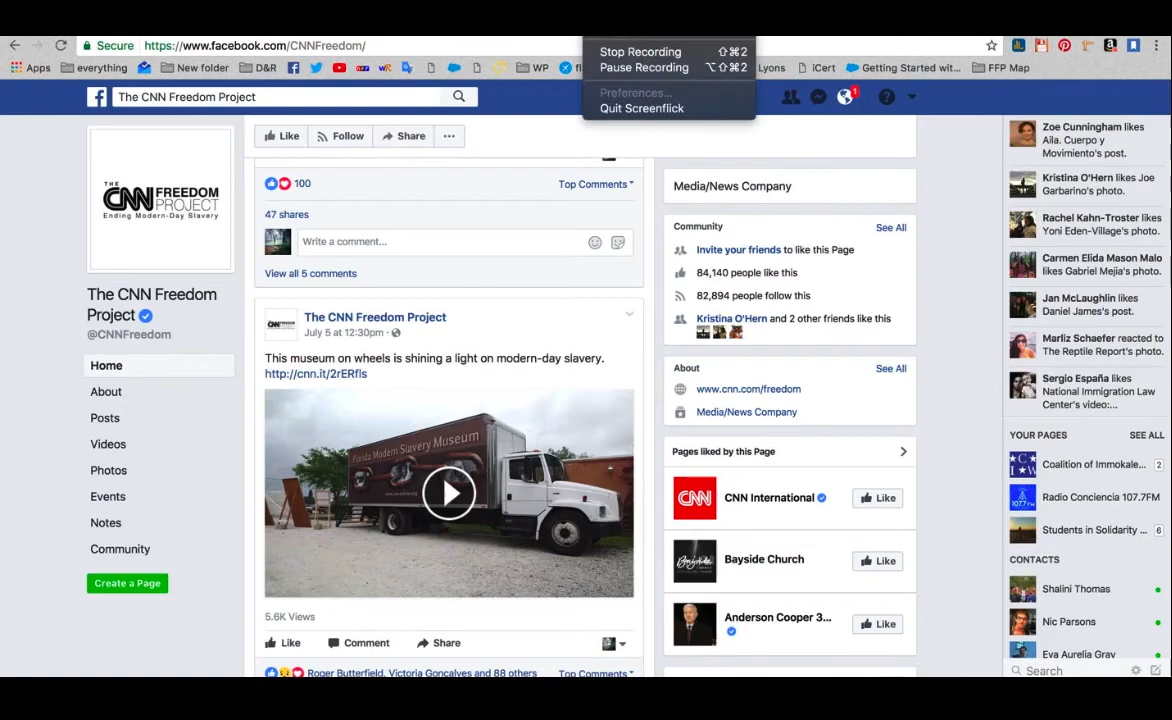 Secure https://www.facebook.com/CNNFreedom/
Stop Recording ⇧⌘2
Pause Recording ⌥⇧⌘2
Preferences...
Quit Screenflick
Apps everything New folder D&R WP Lyons iCert Getting Started wit... FFP Map
The CNN Freedom Project
1
Like Follow Share
THE
CNN FREEDOM
PROJECT
Ending Modern-Day Slavery
The CNN Freedom
Project
@CNNFreedom
Home
About
Posts
Videos
Photos
Events
Notes
Community
Create a Page
100 Top Comments
47 shares
Write a comment...
View all 5 comments
The CNN Freedom Project
July 5 at 12:30pm
This museum on wheels is shining a light on modern-day slavery.
http://cnn.it/2rERfls
Florida Modern Slavery Museum
5.6K Views
Like Comment Share
Roger Butterfield, Victoria Gonçalves and 88 others Top Comments
Media/News Company
Community See All
Invite your friends to like this Page
84,140 people like this
82,894 people follow this
Kristina O'Hern and 2 other friends like this
About See All
www.cnn.com/freedom
Media/News Company
Pages liked by this Page
CNN
CNN International Like
Bayside
Bayside Church Like
Anderson Cooper 3... Like
Zoe Cunningham likes
Aila. Cuerpo y
Movimiento's post.
Kristina O'Hern likes Joe
Garbarino's photo.
Rachel Kahn-Troster likes
Yoni Eden-Village's photo.
Carmen Elida Mason Malo
likes Gabriel Mejia's photo.
Jan McLaughlin likes
Daniel James's post.
Marliz Schaefer reacted to
The Reptile Report's photo.
Sergio España likes
National Immigration Law
Center's video:...
YOUR PAGES SEE ALL
Coalition of Immokale... 2
Radio Conciencia 107.7FM
Students in Solidarity ... 6
CONTACTS
Shalini Thomas
Nic Parsons
Eva Aurelia Gray
Search